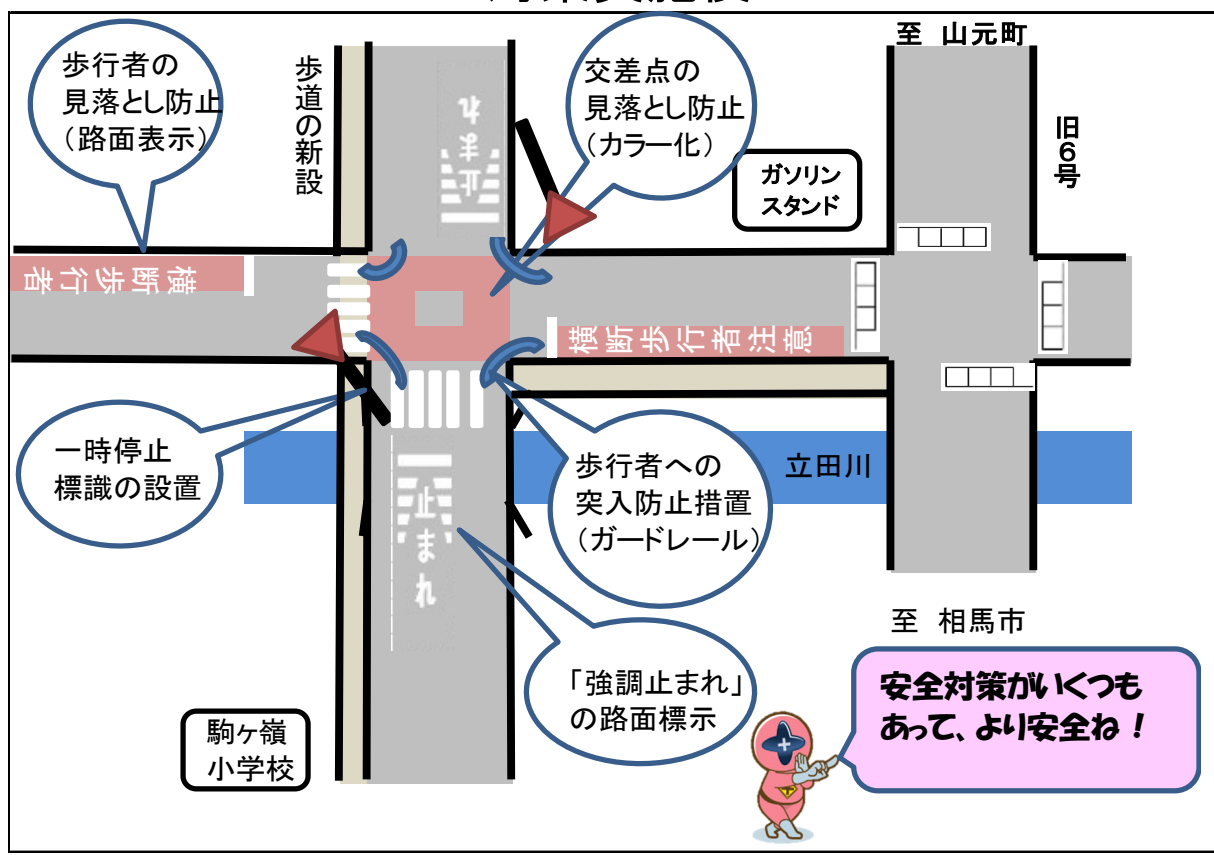 歩行者の
見落とし防止
（路面表示）
歩道の新設
止まれ
交差点の
見落とし防止
（カラー化）
至　山元町
旧6号
ガソリン
スタンド
横断歩行者
横断歩行者注意
一時停止
標識の設置
止まれ
歩行者への
突入防止措置
（ガードレール）
立田川
至　相馬市
「強調止まれ」
の路面標示
駒ヶ嶺
小学校
安全対策がいくつも
あって、より安全ね！